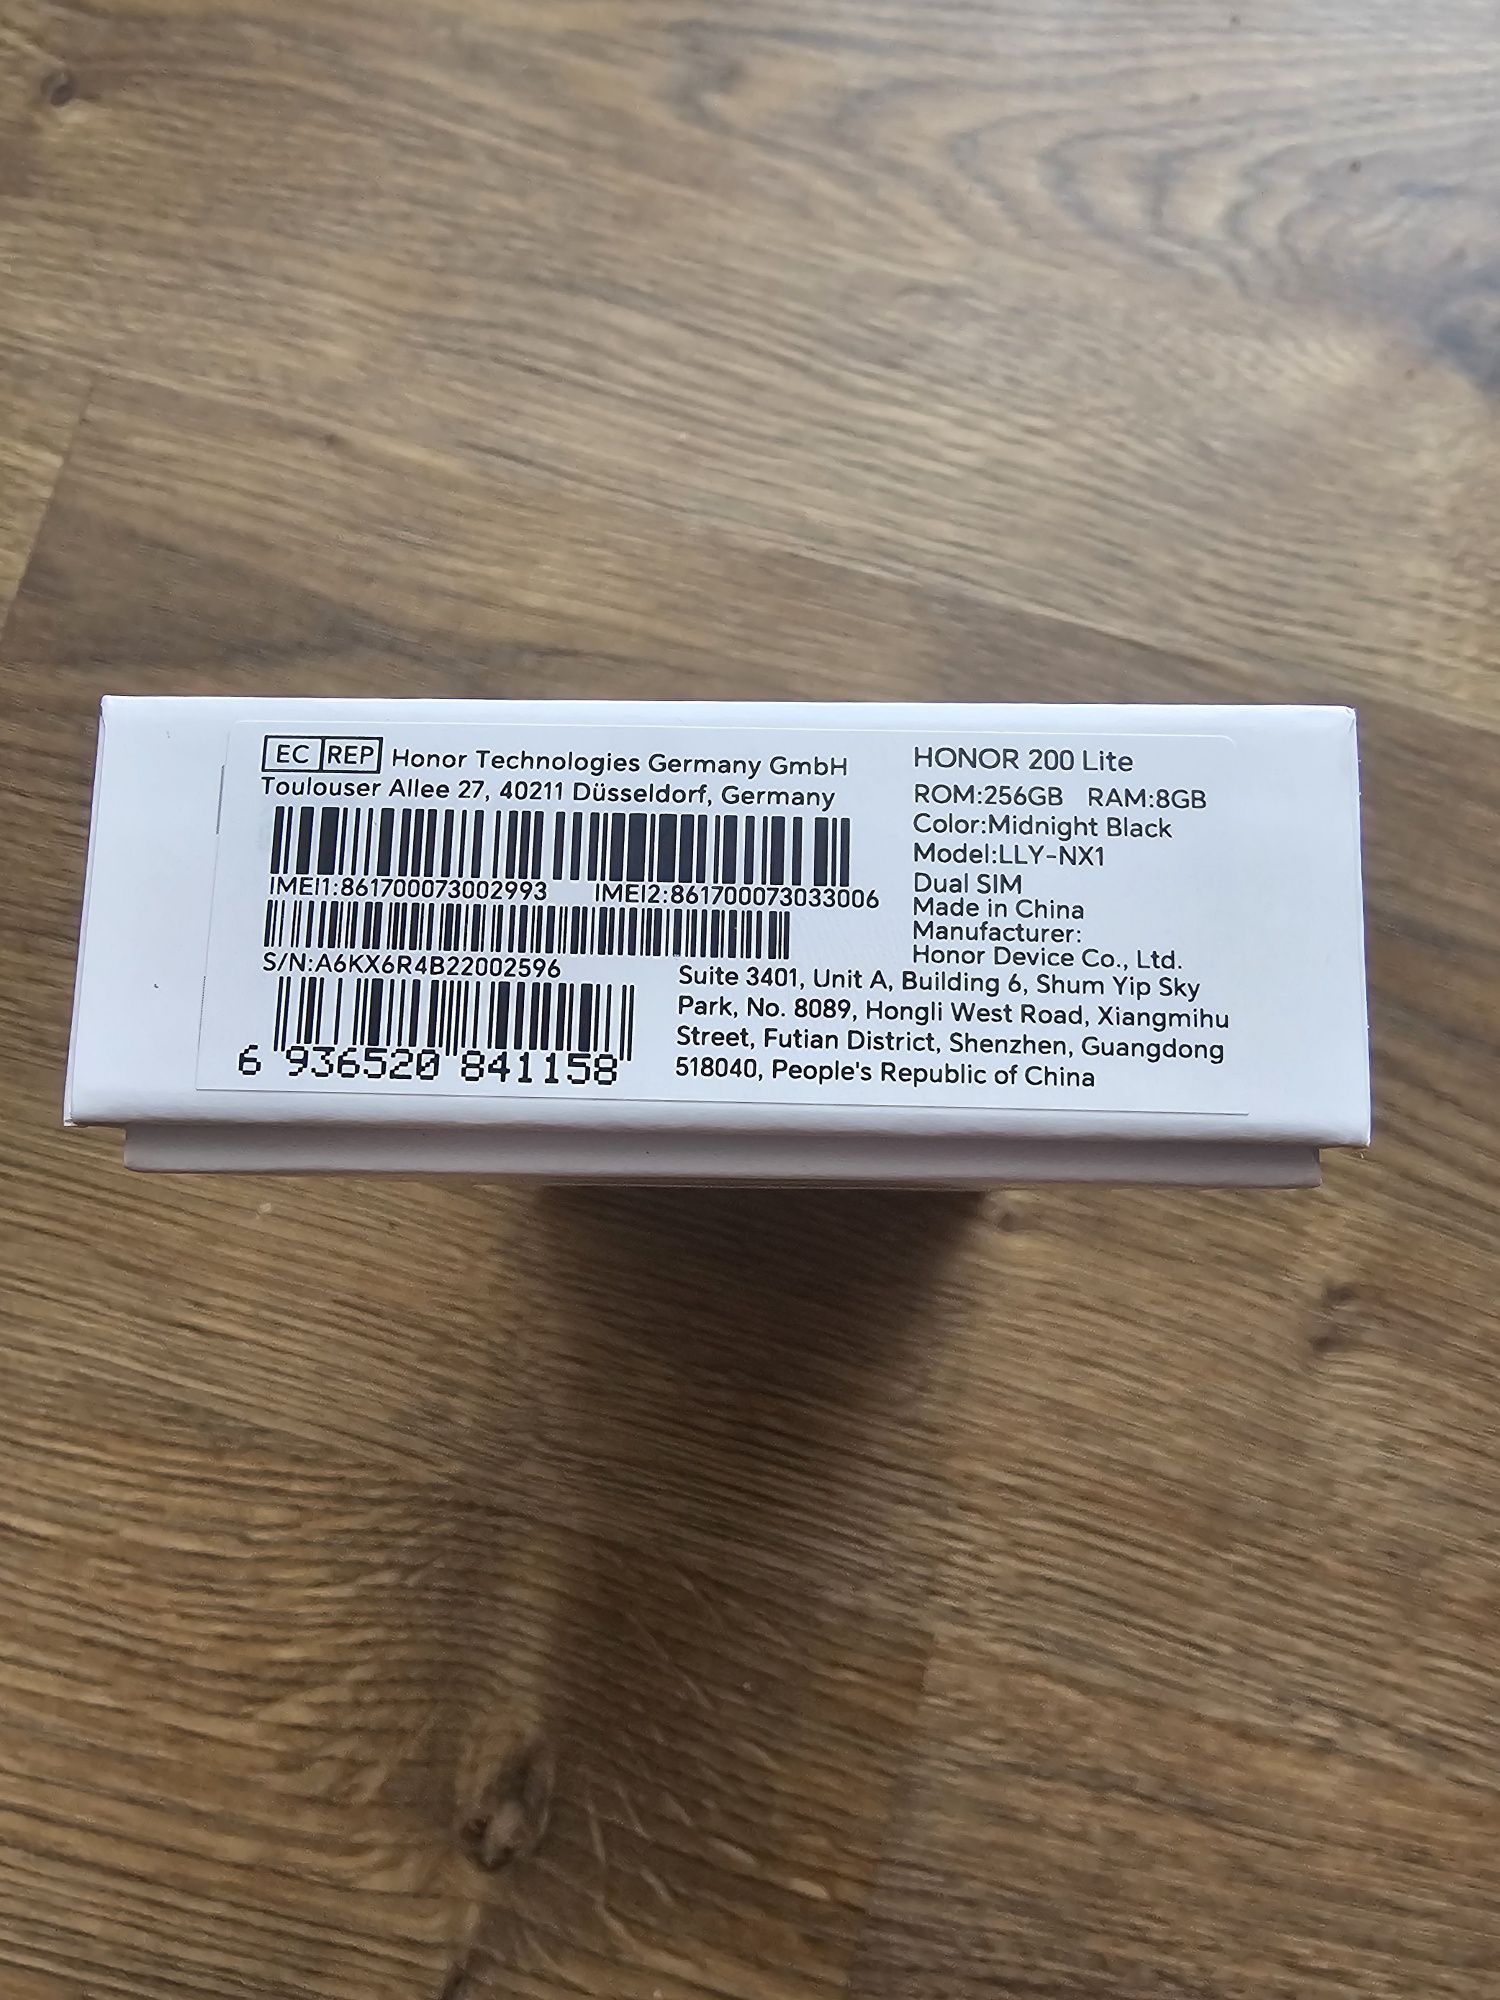 EC REP Honor Technologies Germany GmbH
Toulouser Allee 27, 40211 Düsseldorf, Germany
IMEI1:861700073002993 IMEI2:861700073033006
S/N:A6KX6R4B22002596
6 936520 841158
HONOR 200 Lite
ROM:256GB RAM:8GB
Color:Midnight Black
Model:LLY-NX1
Dual SIM
Made in China
Manufacturer:
Honor Device Co., Ltd.
Suite 3401, Unit A, Building 6, Shum Yip Sky
Park, No. 8089, Hongli West Road, Xiangmihu
Street, Futian District, Shenzhen, Guangdong
518040, People's Republic of China